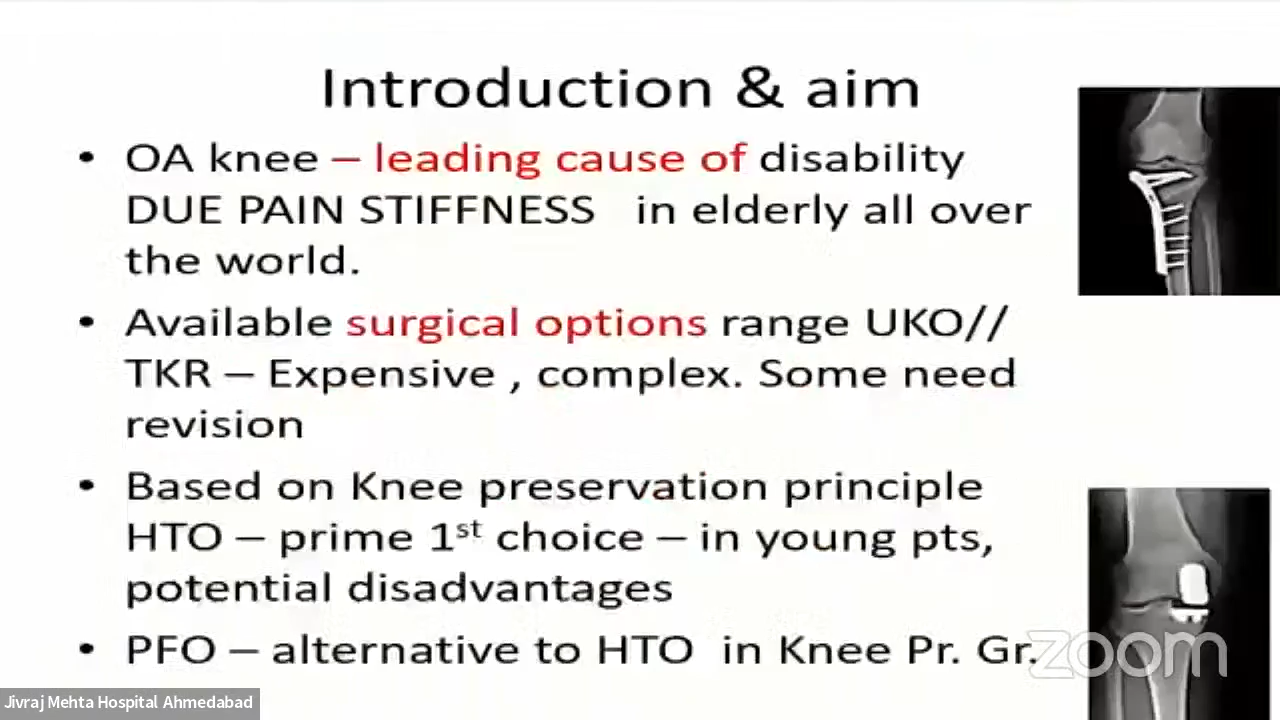 Introduction & aim
• OA knee – leading cause of disability
DUE PAIN STIFFNESS in elderly all over
the world.
• Available surgical options range UKO//
TKR – Expensive , complex. Some need
revision
• Based on Knee preservation principle
HTO – prime 1st choice – in young pts,
potential disadvantages
• PFO – alternative to HTO in Knee Pr. Gr.
zoom
Jivraj Mehta Hospital Ahmedabad